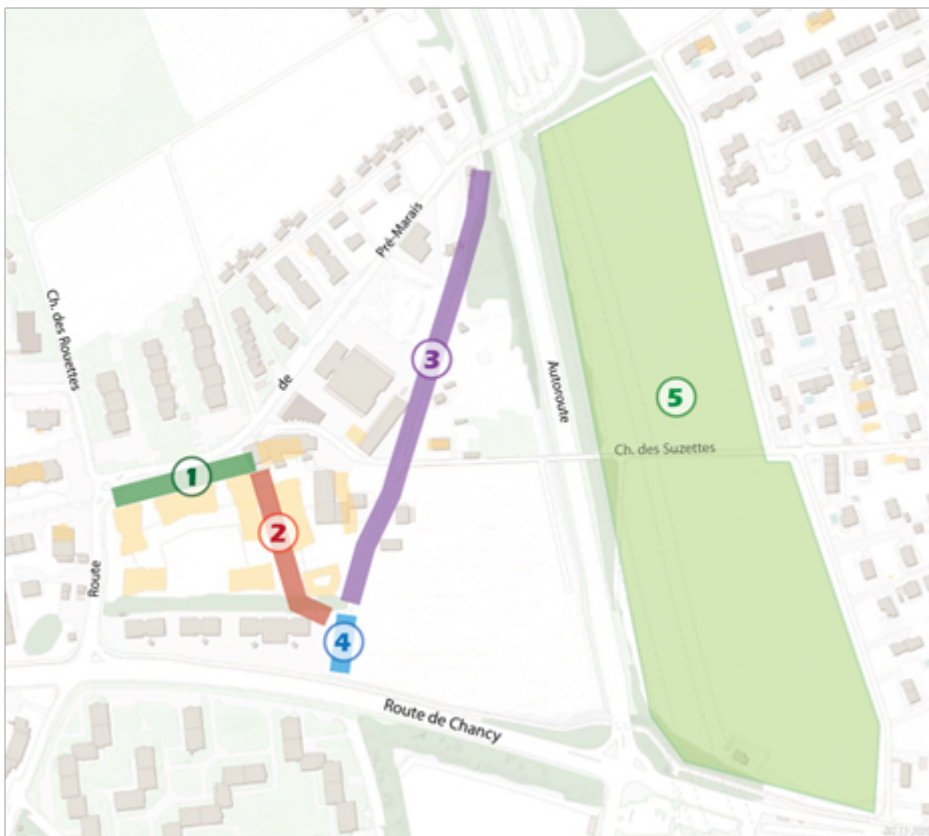 Pré-Marais
Ch. des Rouettes
3
Autoroute
de
5
Ch. des Suzettes
1
2
Route
4
Route de Chancy